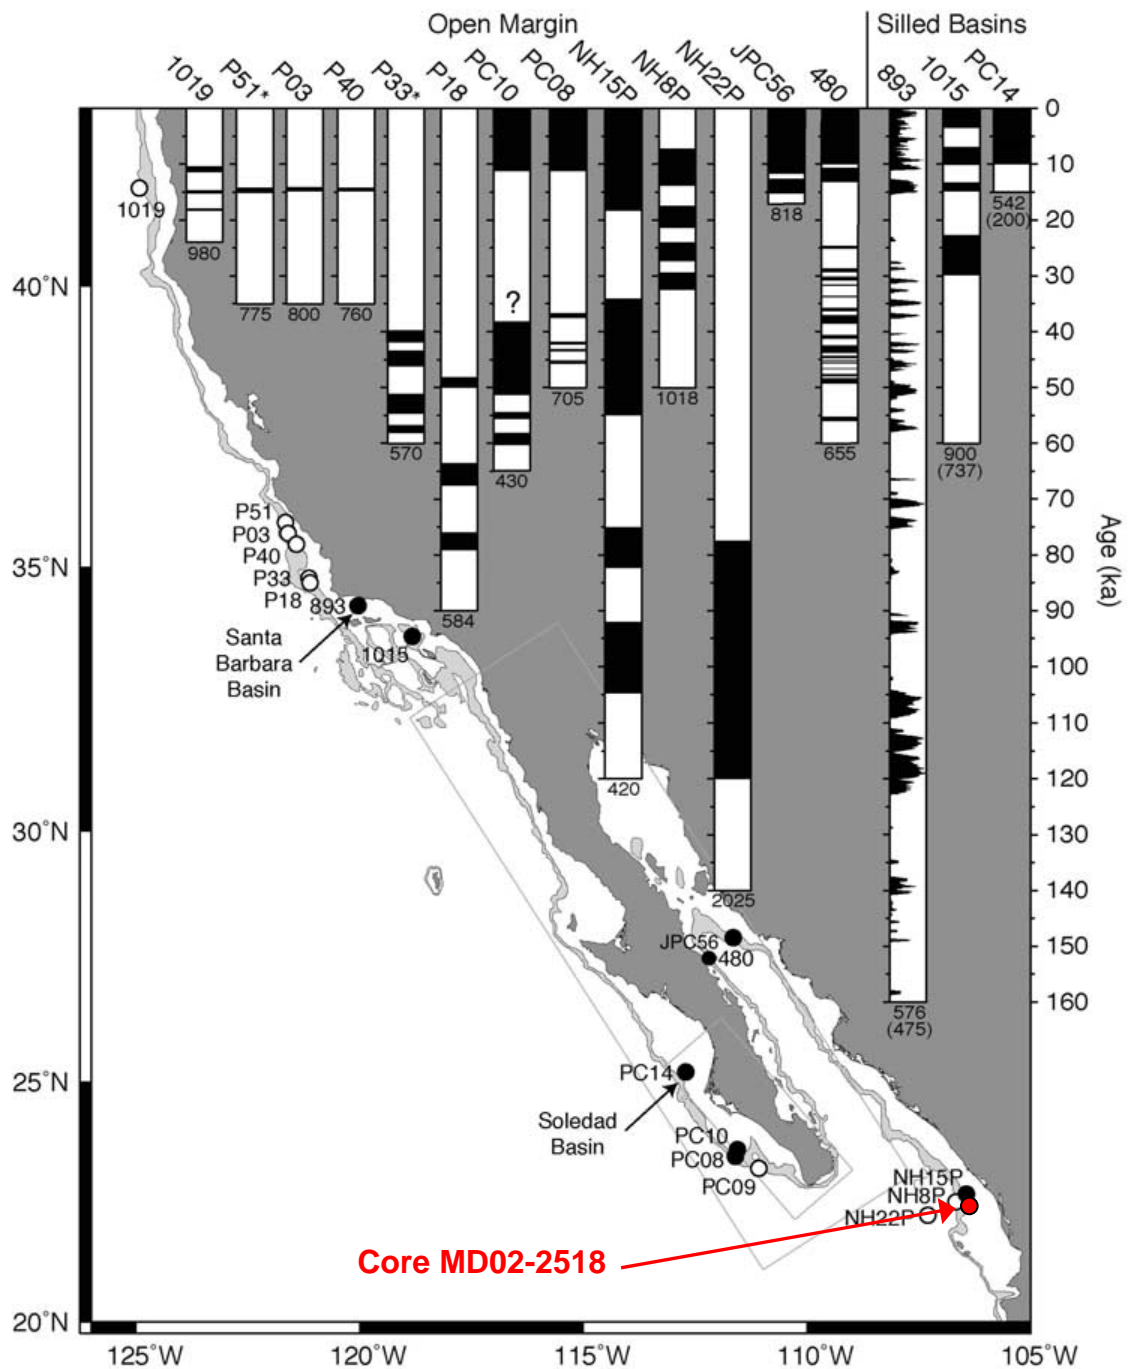 Open Margin
Silled Basins
1019
P51*
P03
P40
P33*
P18
PC10
PC08
NH15P
NH8P
NH22P
JPC56
480
893
1015
PC14
0
10
20
30
40
50
60
70
80
90
100
110
120
130
140
150
160
Age (ka)
980
775
800
760
570
584
430
705
420
1018
2025
818
655
576
(475)
900
(737)
542
(200)
?
40°N
35°N
30°N
25°N
20°N
1019
P51
P03
P40
P33
P18
893
1015
Santa
Barbara
Basin
JPC56
480
PC14
Soledad
Basin
PC10
PC08
PC09
NH15P
NH8P
NH22P
Core MD02-2518
125°W
120°W
115°W
110°W
105°W